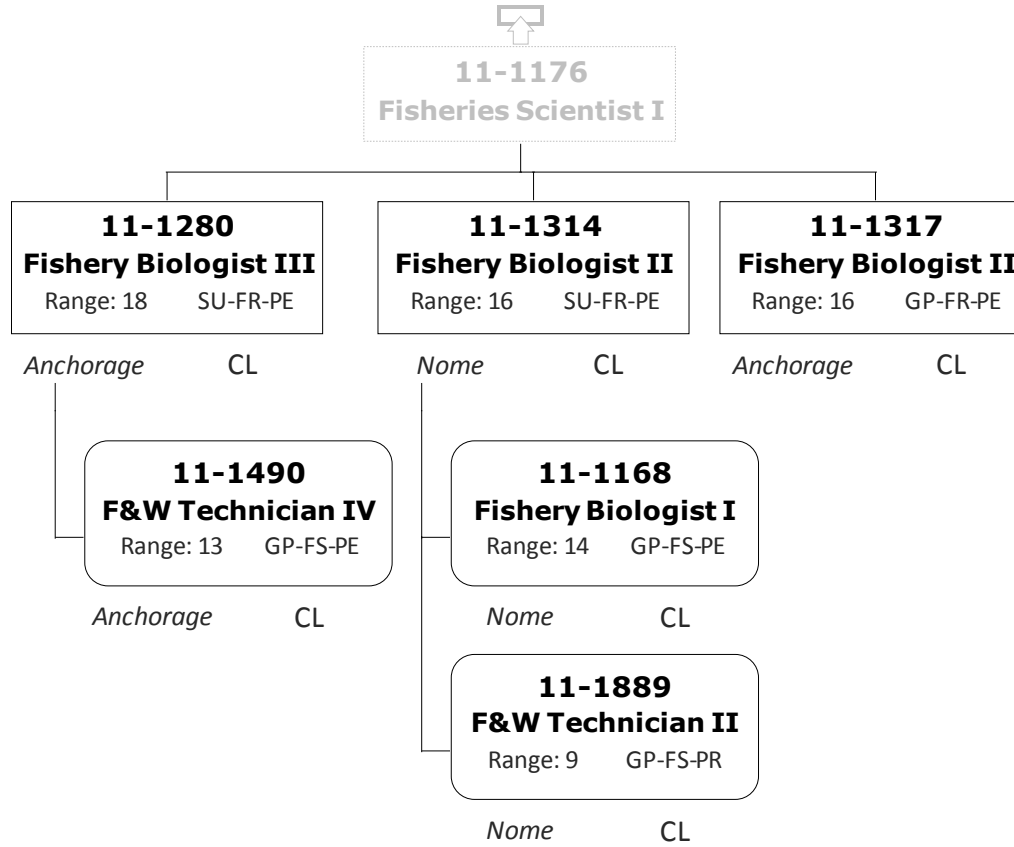 11-1176
Fisheries Scientist I
11-1280
Fishery Biologist III
Range: 18 SU-FR-PE
Anchorage CL
11-1314
Fishery Biologist II
Range: 16 SU-FR-PE
Nome CL
11-1317
Fishery Biologist II
Range: 16 GP-FR-PE
Anchorage CL
11-1490
F&W Technician IV
Range: 13 GP-FS-PE
Anchorage CL
11-1168
Fishery Biologist I
Range: 14 GP-FS-PE
Nome CL
11-1889
F&W Technician II
Range: 9 GP-FS-PR
Nome CL